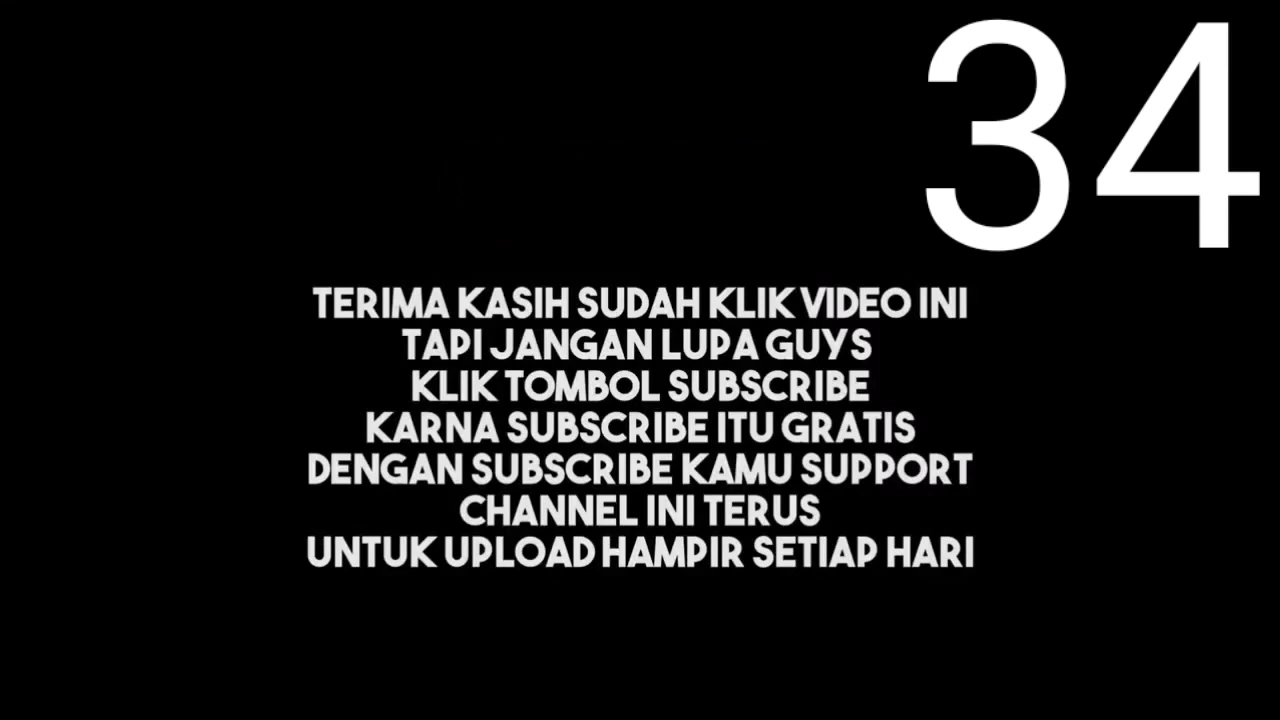 34
TERIMA KASIH SUDAH KLIK VIDEO INI
TAPI JANGAN LUPA GUYS
KLIK TOMBOL SUBSCRIBE
KARNA SUBSCRIBE ITU GRATIS
DENGAN SUBSCRIBE KAMU SUPPORT
CHANNEL INI TERUS
UNTUK UPLOAD HAMPIR SETIAP HARI